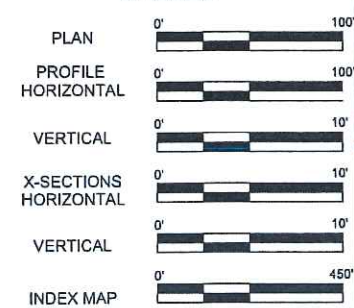 0' 100'
PLAN
PROFILE 0' 100'
HORIZONTAL
0' 10'
VERTICAL
X-SECTIONS 0' 10'
HORIZONTAL
0' 10'
VERTICAL
0' 450'
INDEX MAP